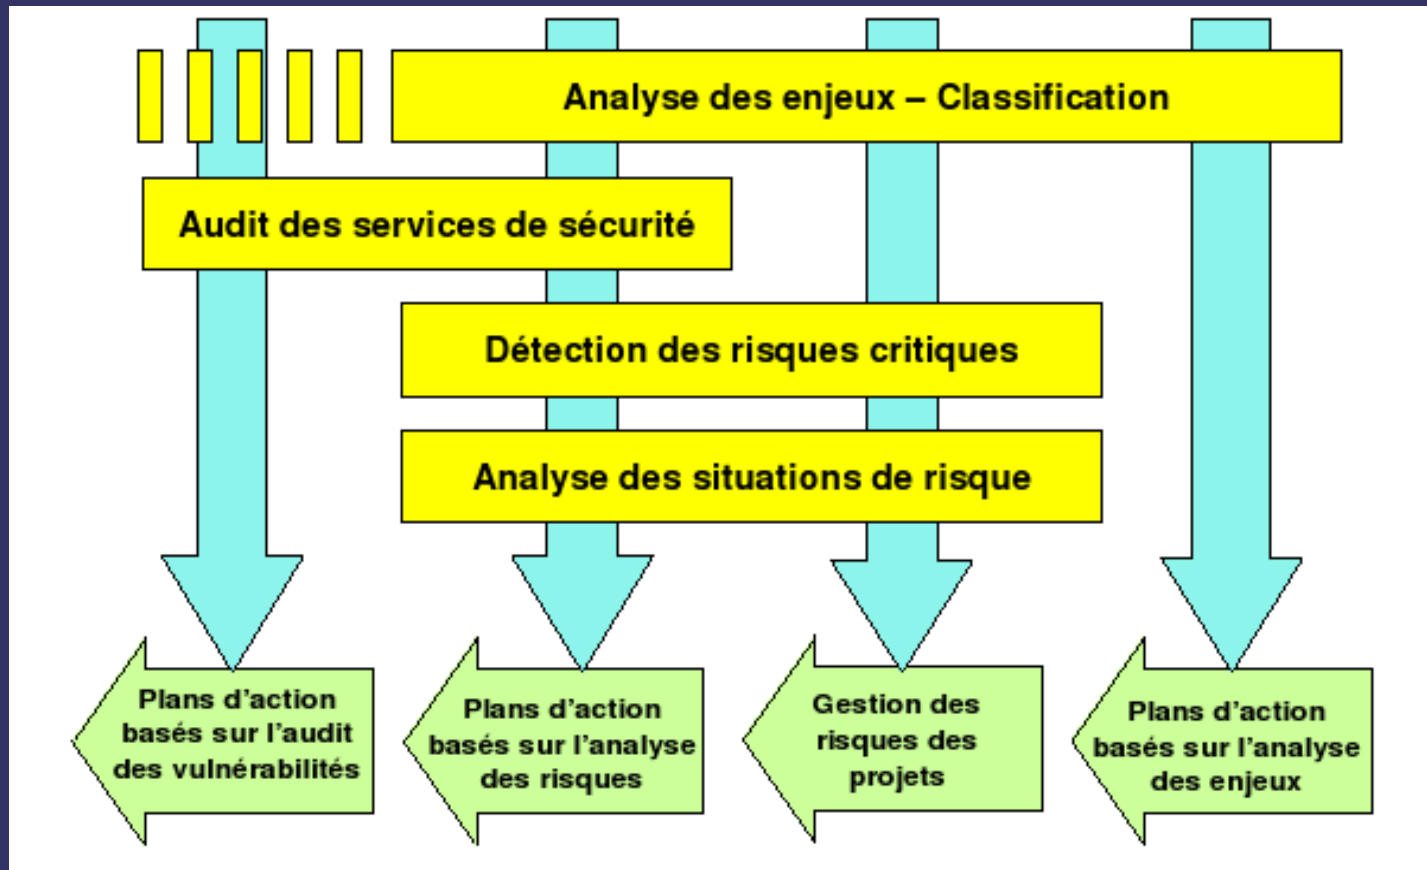 Analyse des enjeux – Classification
Audit des services de sécurité
Détection des risques critiques
Analyse des situations de risque
Plans d'action
basés sur l'audit
des vulnérabilités
Plans d'action
basés sur l'analyse
des risques
Gestion des
risques des
projets
Plans d'action
basés sur l'analyse
des enjeux